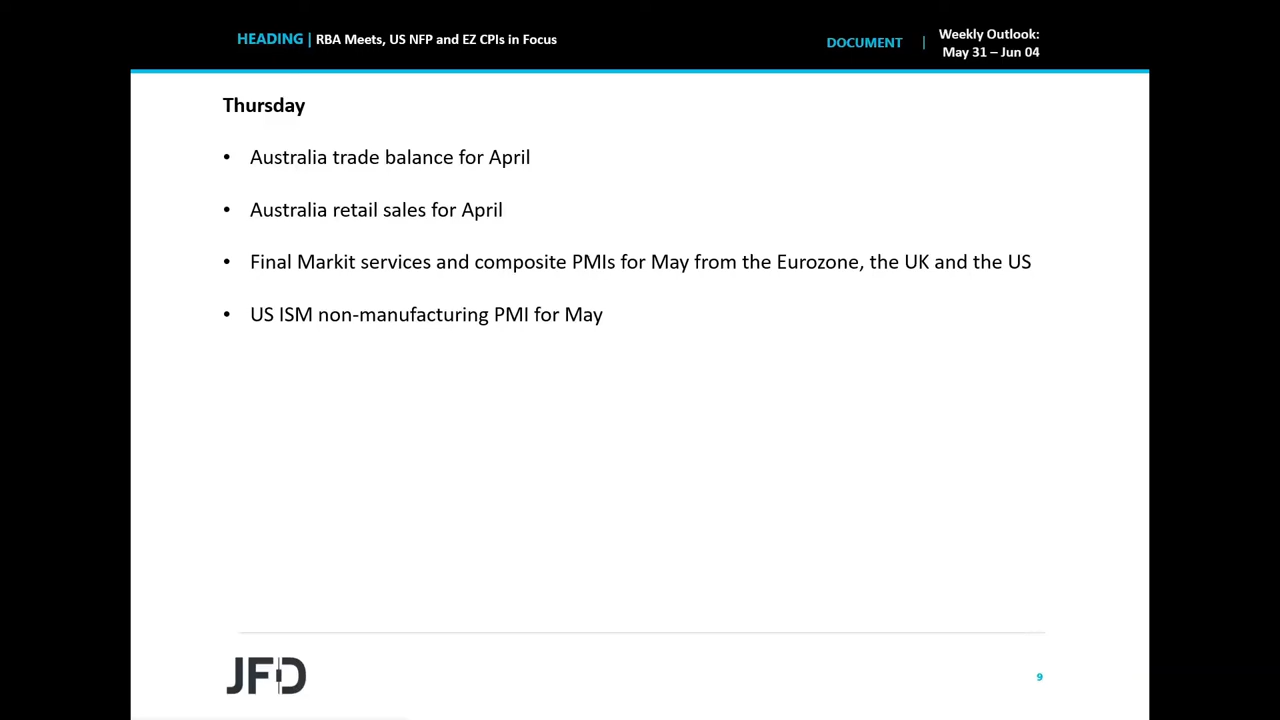 HEADING | RBA Meets, US NFP and EZ CPIs in Focus
DOCUMENT | Weekly Outlook:
May 31 – Jun 04
Thursday
• Australia trade balance for April
• Australia retail sales for April
• Final Markit services and composite PMIs for May from the Eurozone, the UK and the US
• US ISM non-manufacturing PMI for May
JFD
9